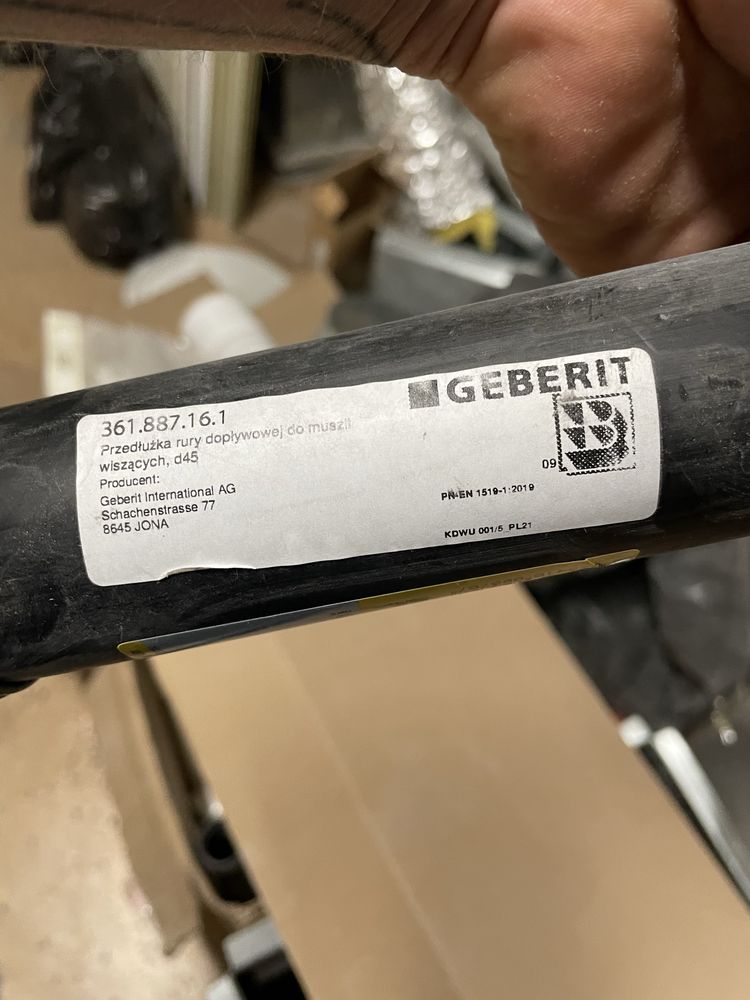 GEBERIT
361.887.16.1
Przedłużka rury dopływowej do muszli
wiszących, d45
Producent:
Geberit International AG
Schachenstrasse 77
8645 JONA
09
B
PN-EN 1519-1:2019
KDWU 001/5_PL21